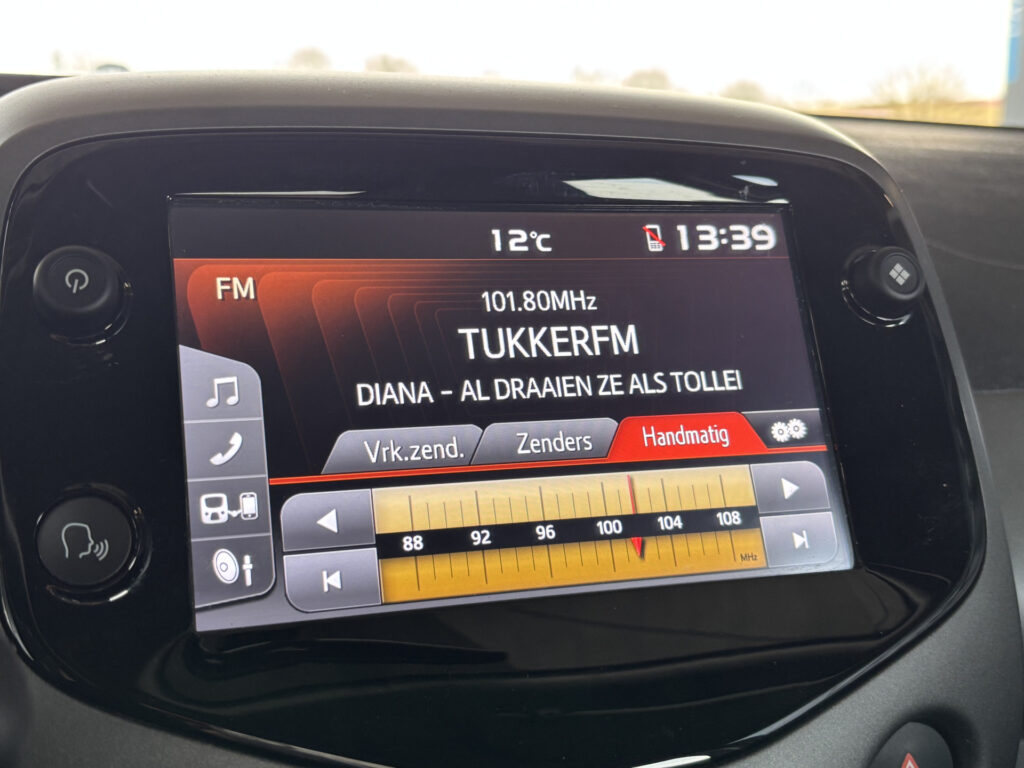 12°C 13:39
FM
101.80MHz
TUKKERFM
DIANA - AL DRAAIEN ZE ALS TOLLEI
Vrk.zend. Zenders Handmatig
88 92 96 100 104 108
MHz